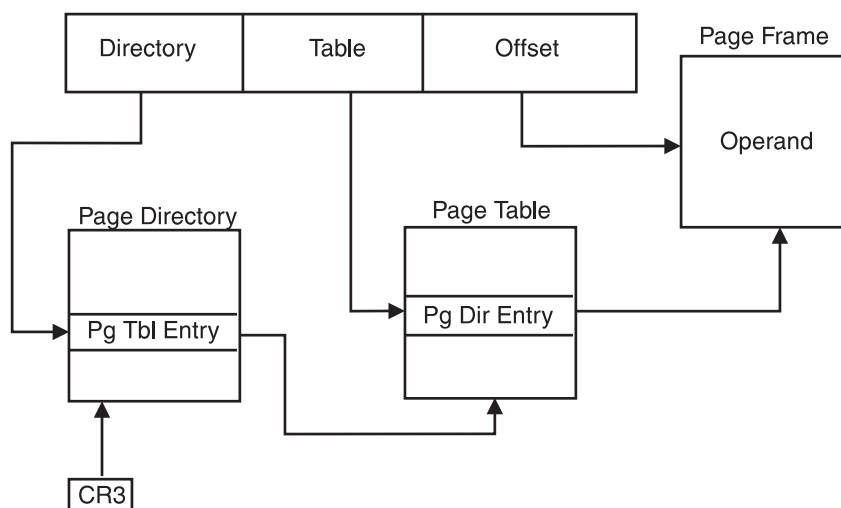 Directory Table Offset
Page Frame
Operand
Page Directory
Page Table
Pg Tbl Entry
Pg Dir Entry
CR3